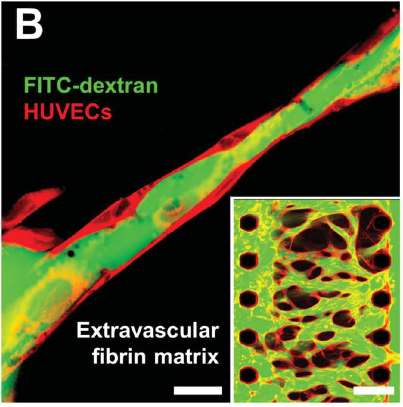 B
FITC-dextran
HUVECs
Extravascular
fibrin matrix